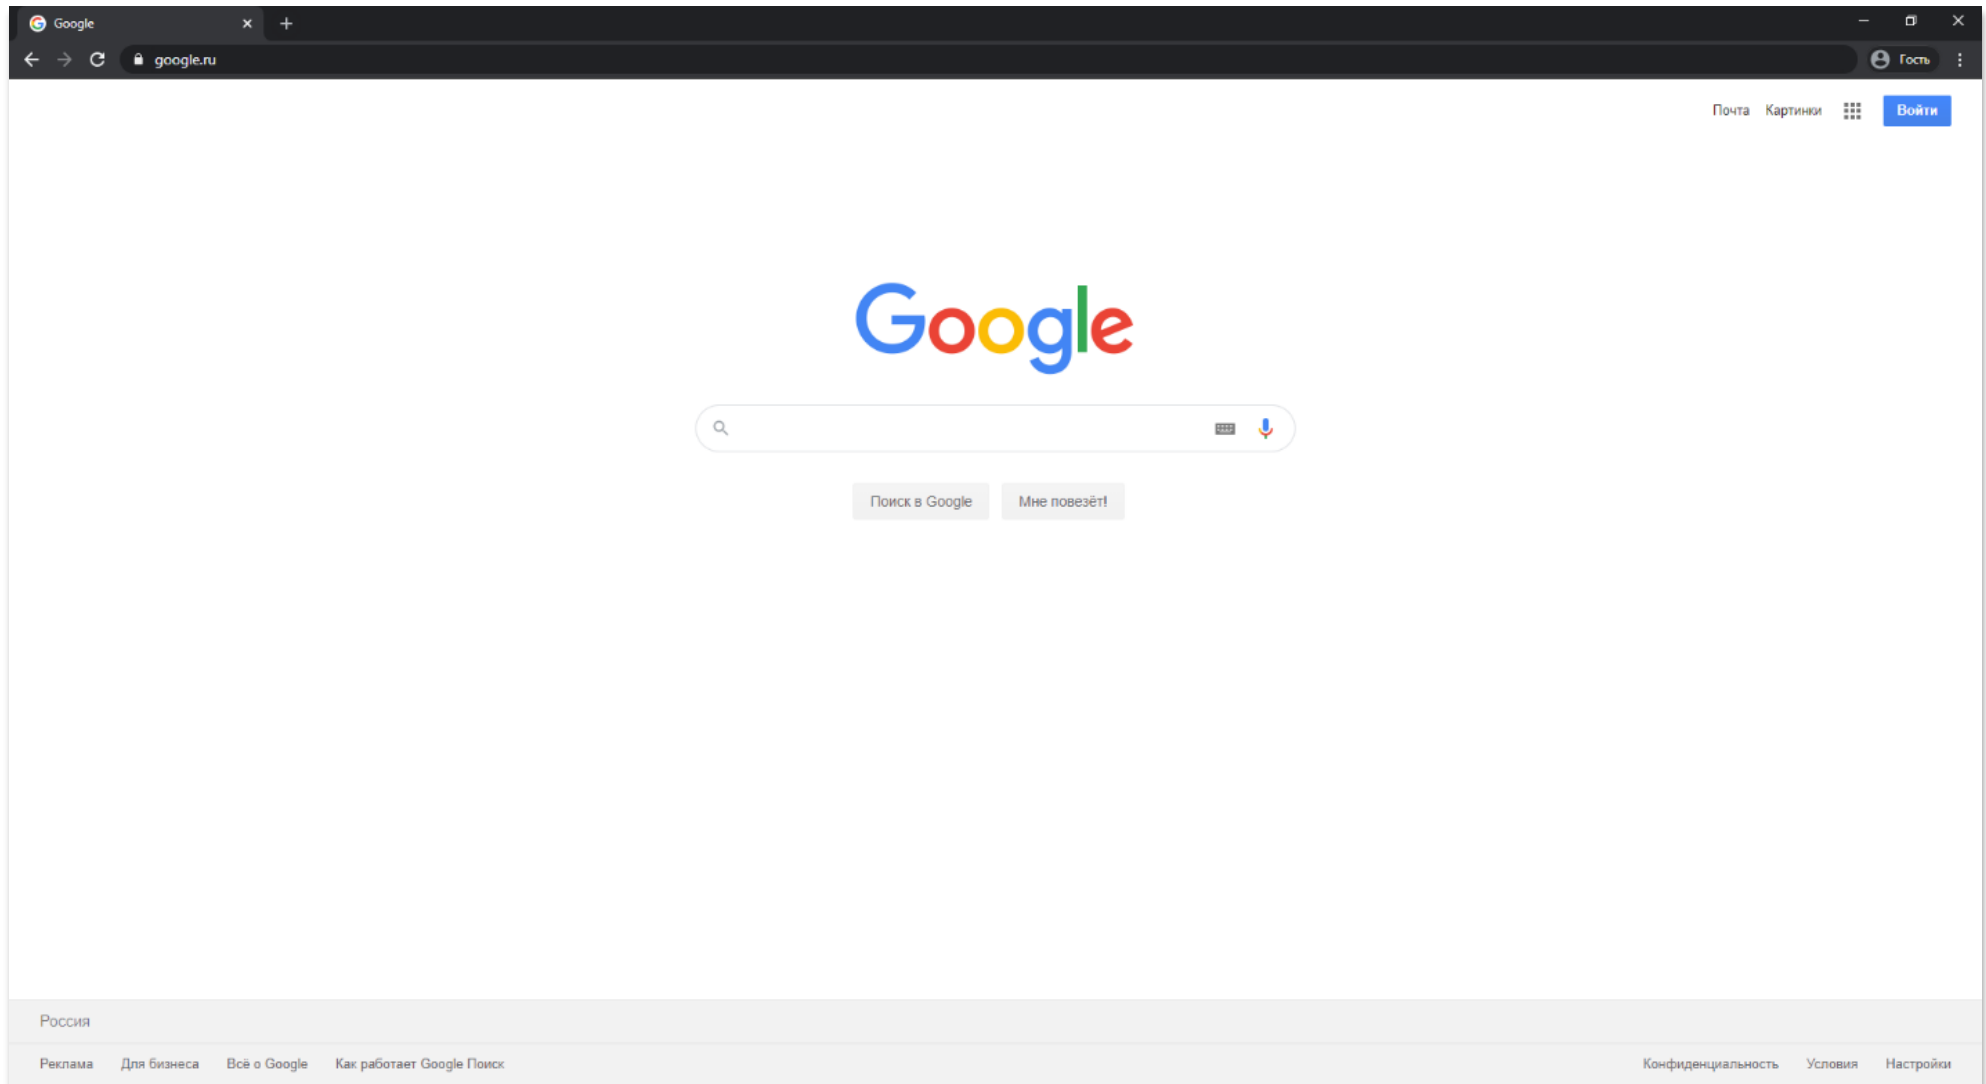 Google
google.ru
Гость
Почта Картинки Войти
Google
Поиск в Google Мне повезёт!
Россия
Реклама Для бизнеса Всё о Google Как работает Google Поиск Конфиденциальность Условия Настройки